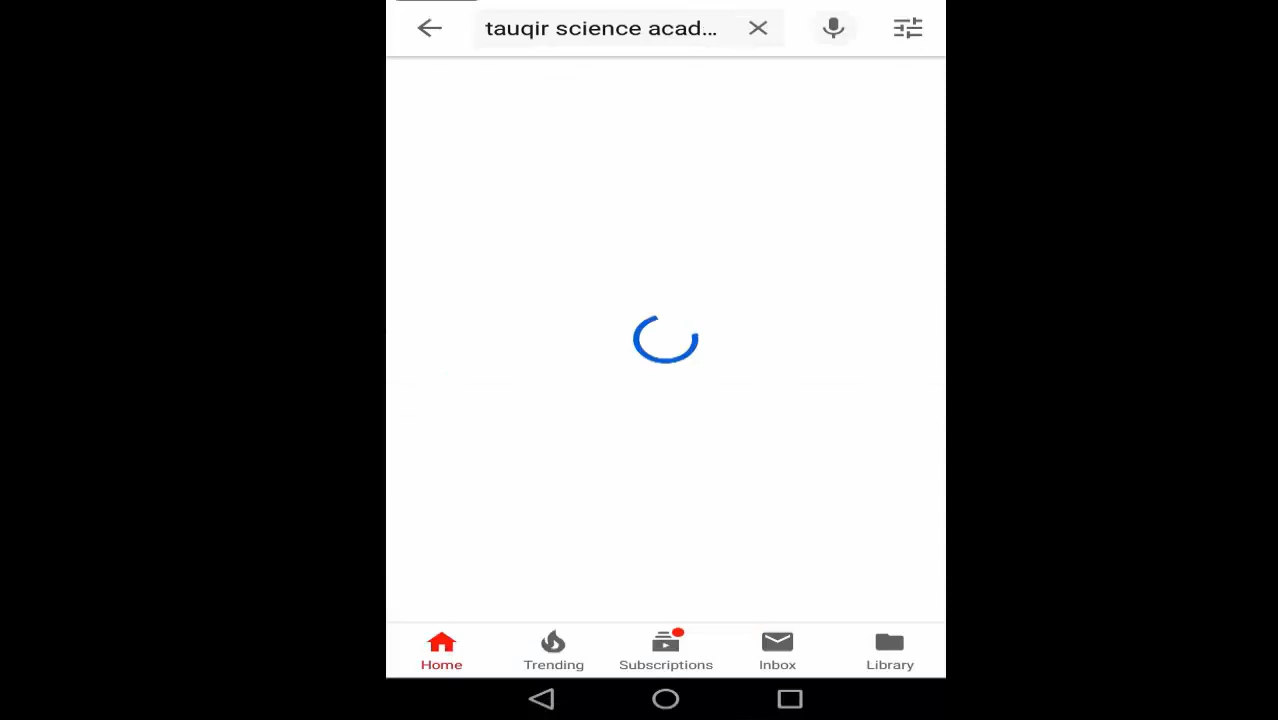 tauqir science acad...
Home
Trending
Subscriptions
Inbox
Library